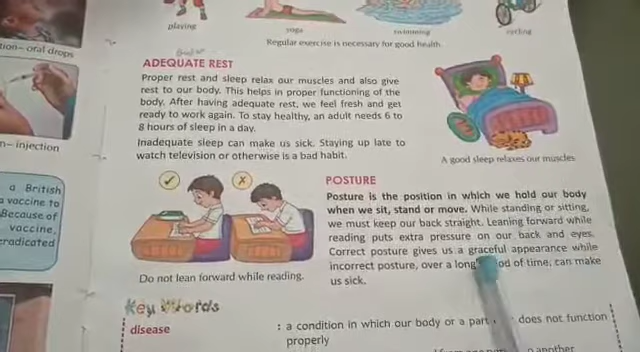 playing
yoga
swimming
cycling
Regular exercise is necessary for good health.
tion– oral drops
n– injection
a British
a vaccine to
Because of
vaccine,
eradicated
ADEQUATE REST
Proper rest and sleep relax our muscles and also give
rest to our body. This helps in proper functioning of the
body. After having adequate rest, we feel fresh and get
ready to work again. To stay healthy, an adult needs 6 to
8 hours of sleep in a day.
Inadequate sleep can make us sick. Staying up late to
watch television or otherwise is a bad habit.
A good sleep relaxes our muscles
POSTURE
Posture is the position in which we hold our body
when we sit, stand or move. While standing or sitting,
we must keep our back straight. Leaning forward while
reading puts extra pressure on our back and eyes.
Correct posture gives us a graceful appearance while
incorrect posture, over a long od of time, can make
us sick.
Do not lean forward while reading.
Key Words
disease
: a condition in which our body or a part does not function
properly
another